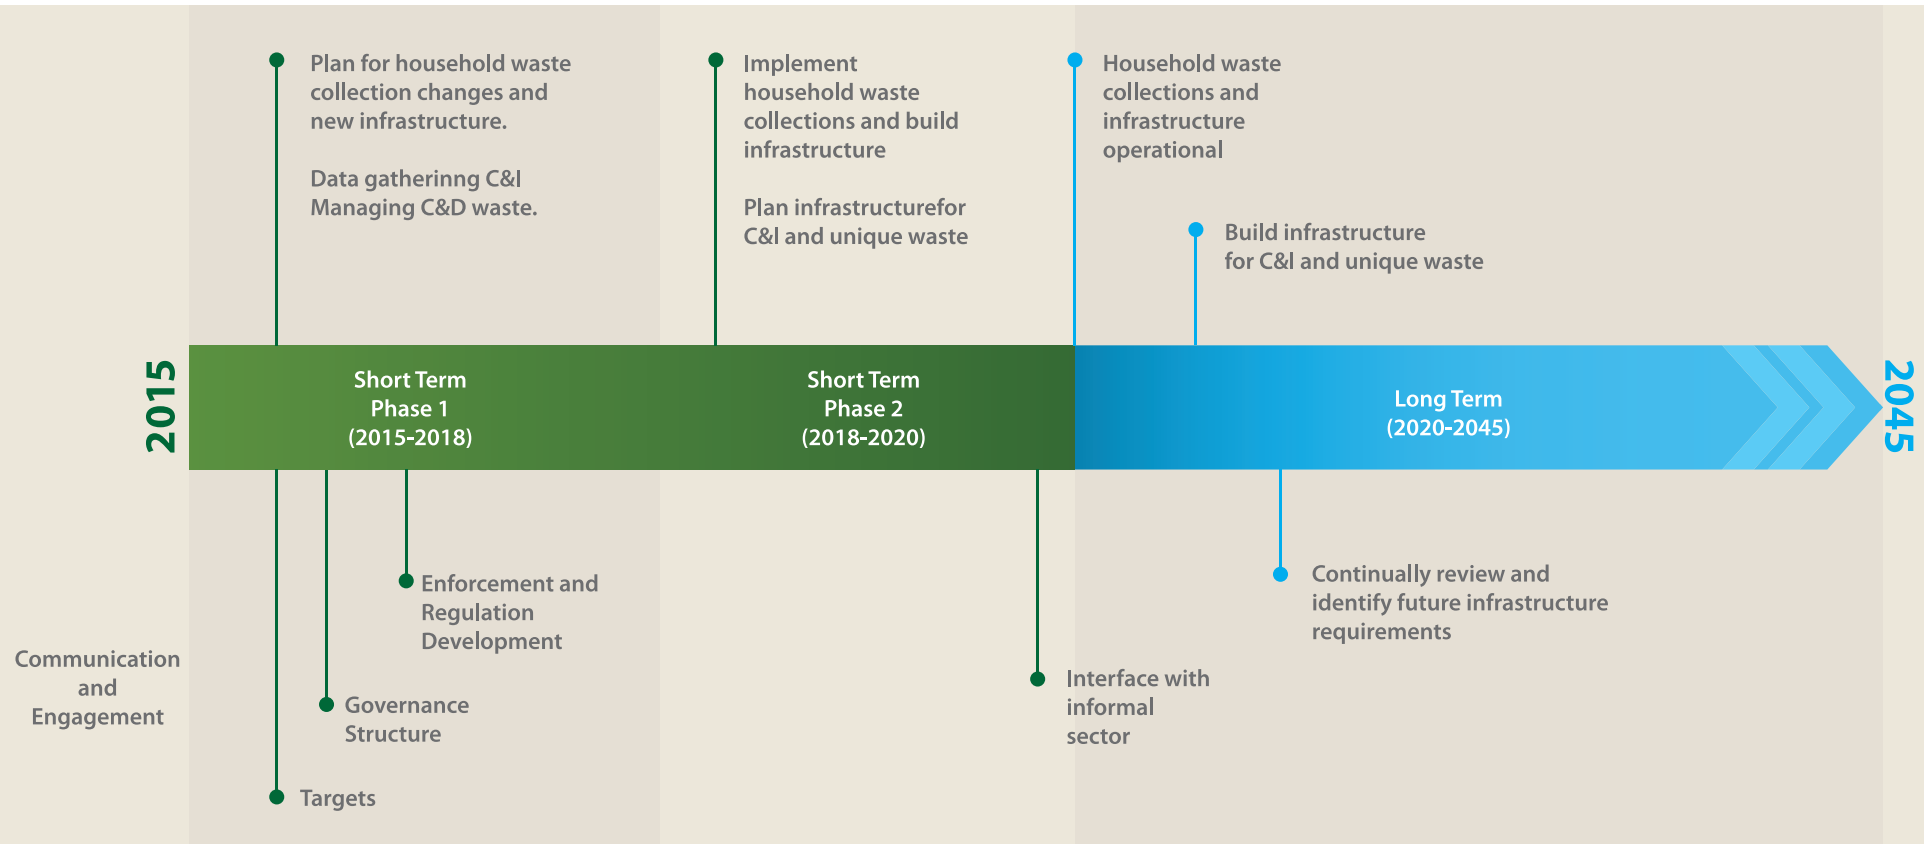 Plan for household waste
collection changes and
new infrastructure.
Data gatherinng C&I
Managing C&D waste.
Implement
household waste
collections and build
infrastructure
Plan infrastructurefor
C&I and unique waste
Household waste
collections and
infrastructure
operational
Build infrastructure
for C&I and unique waste
2015
Short Term
Phase 1
(2015-2018)
Short Term
Phase 2
(2018-2020)
Long Term
(2020-2045)
2045
Communication
and
Engagement
Enforcement and
Regulation
Development
Governance
Structure
Targets
Interface with
informal
sector
Continually review and
identify future infrastructure
requirements